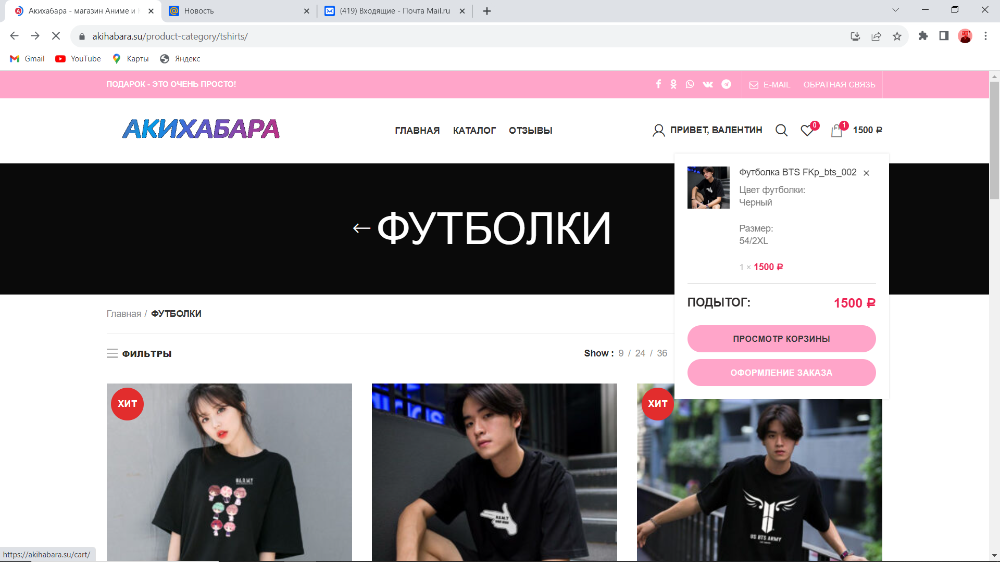 Акихабара - магазин Аниме и
Новость
(419) Входящие - Почта Mail.ru
akihabara.su/product-category/tshirts/
Gmail
YouTube
Карты
Яндекс
ПОДАРОК - ЭТО ОЧЕНЬ ПРОСТО!
E-MAIL
ОБРАТНАЯ СВЯЗЬ
АКИХАБАРА
ГЛАВНАЯ
КАТАЛОГ
ОТЗЫВЫ
ПРИВЕТ, ВАЛЕНТИН
0
1
1500 ₽
Футболка BTS FKp_bts_002 ×
Цвет футболки:
Черный
Размер:
54/2XL
1 × 1500 ₽
ПОДЫТОГ: 1500 ₽
ПРОСМОТР КОРЗИНЫ
ОФОРМЛЕНИЕ ЗАКАЗА
ФУТБОЛКИ
Главная / ФУТБОЛКИ
ФИЛЬТРЫ
Show : 9 / 24 / 36
ХИТ
ХИТ
OS BTS ARMY
https://akihabara.su/cart/